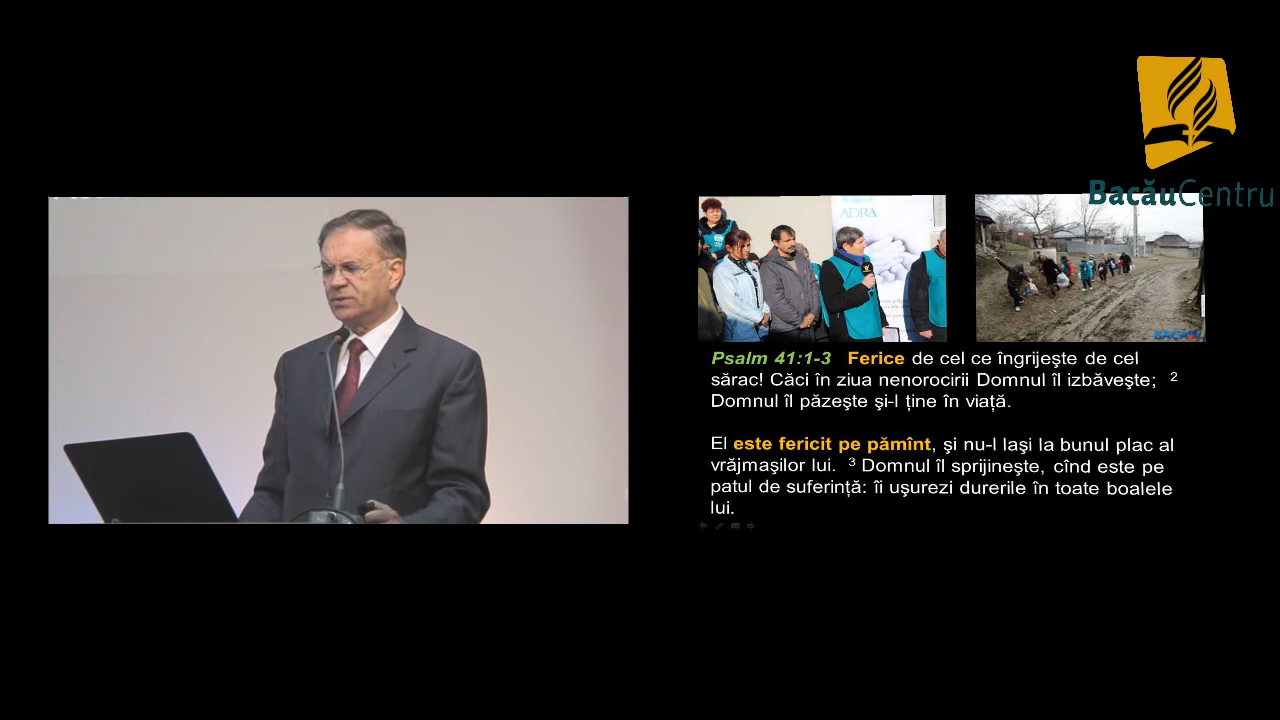 BacăuCentru
ADRA
BACĂU
Psalm 41:1-3 Ferice de cel ce îngrijeşte de cel
sărac! Căci în ziua nenorocirii Domnul îl izbăveşte; 2
Domnul îl păzeşte şi-l ţine în viaţă.
El este fericit pe pămînt, şi nu-l laşi la bunul plac al
vrăjmaşilor lui. 3 Domnul îl sprijineşte, cînd este pe
patul de suferinţă: îi uşurezi durerile în toate boalele
lui.